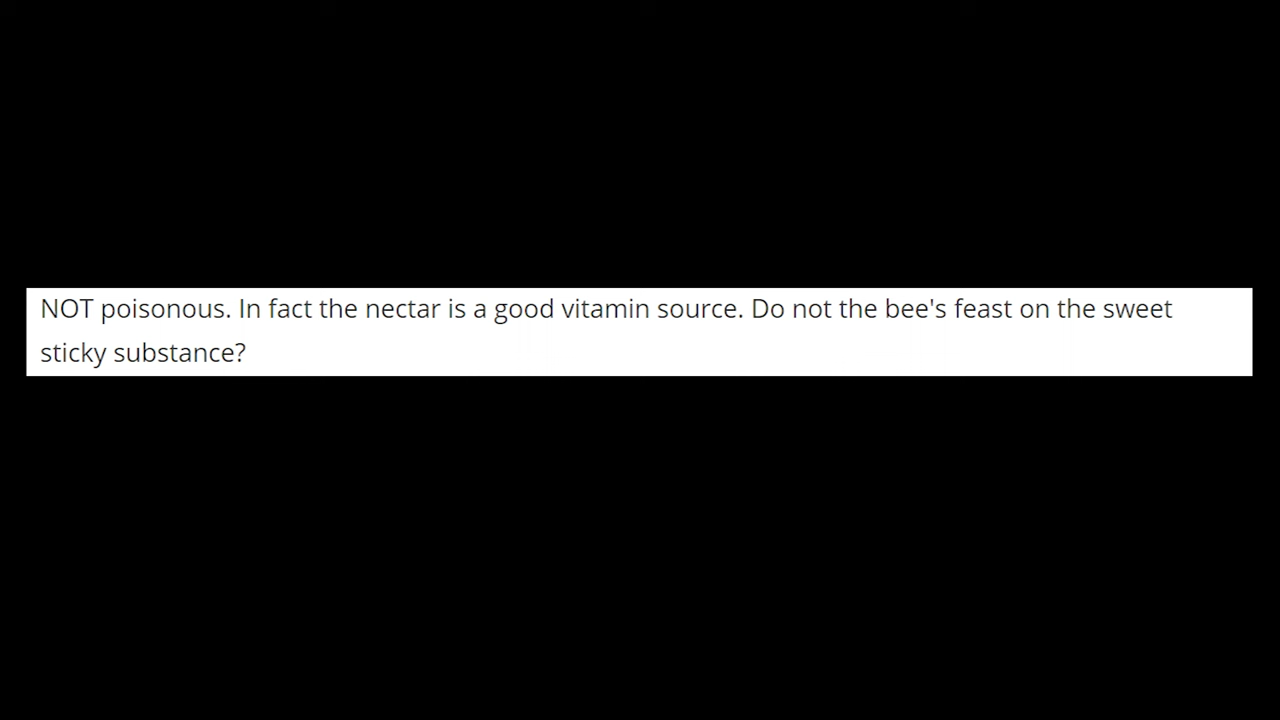 NOT poisonous. In fact the nectar is a good vitamin source. Do not the bee's feast on the sweet
sticky substance?